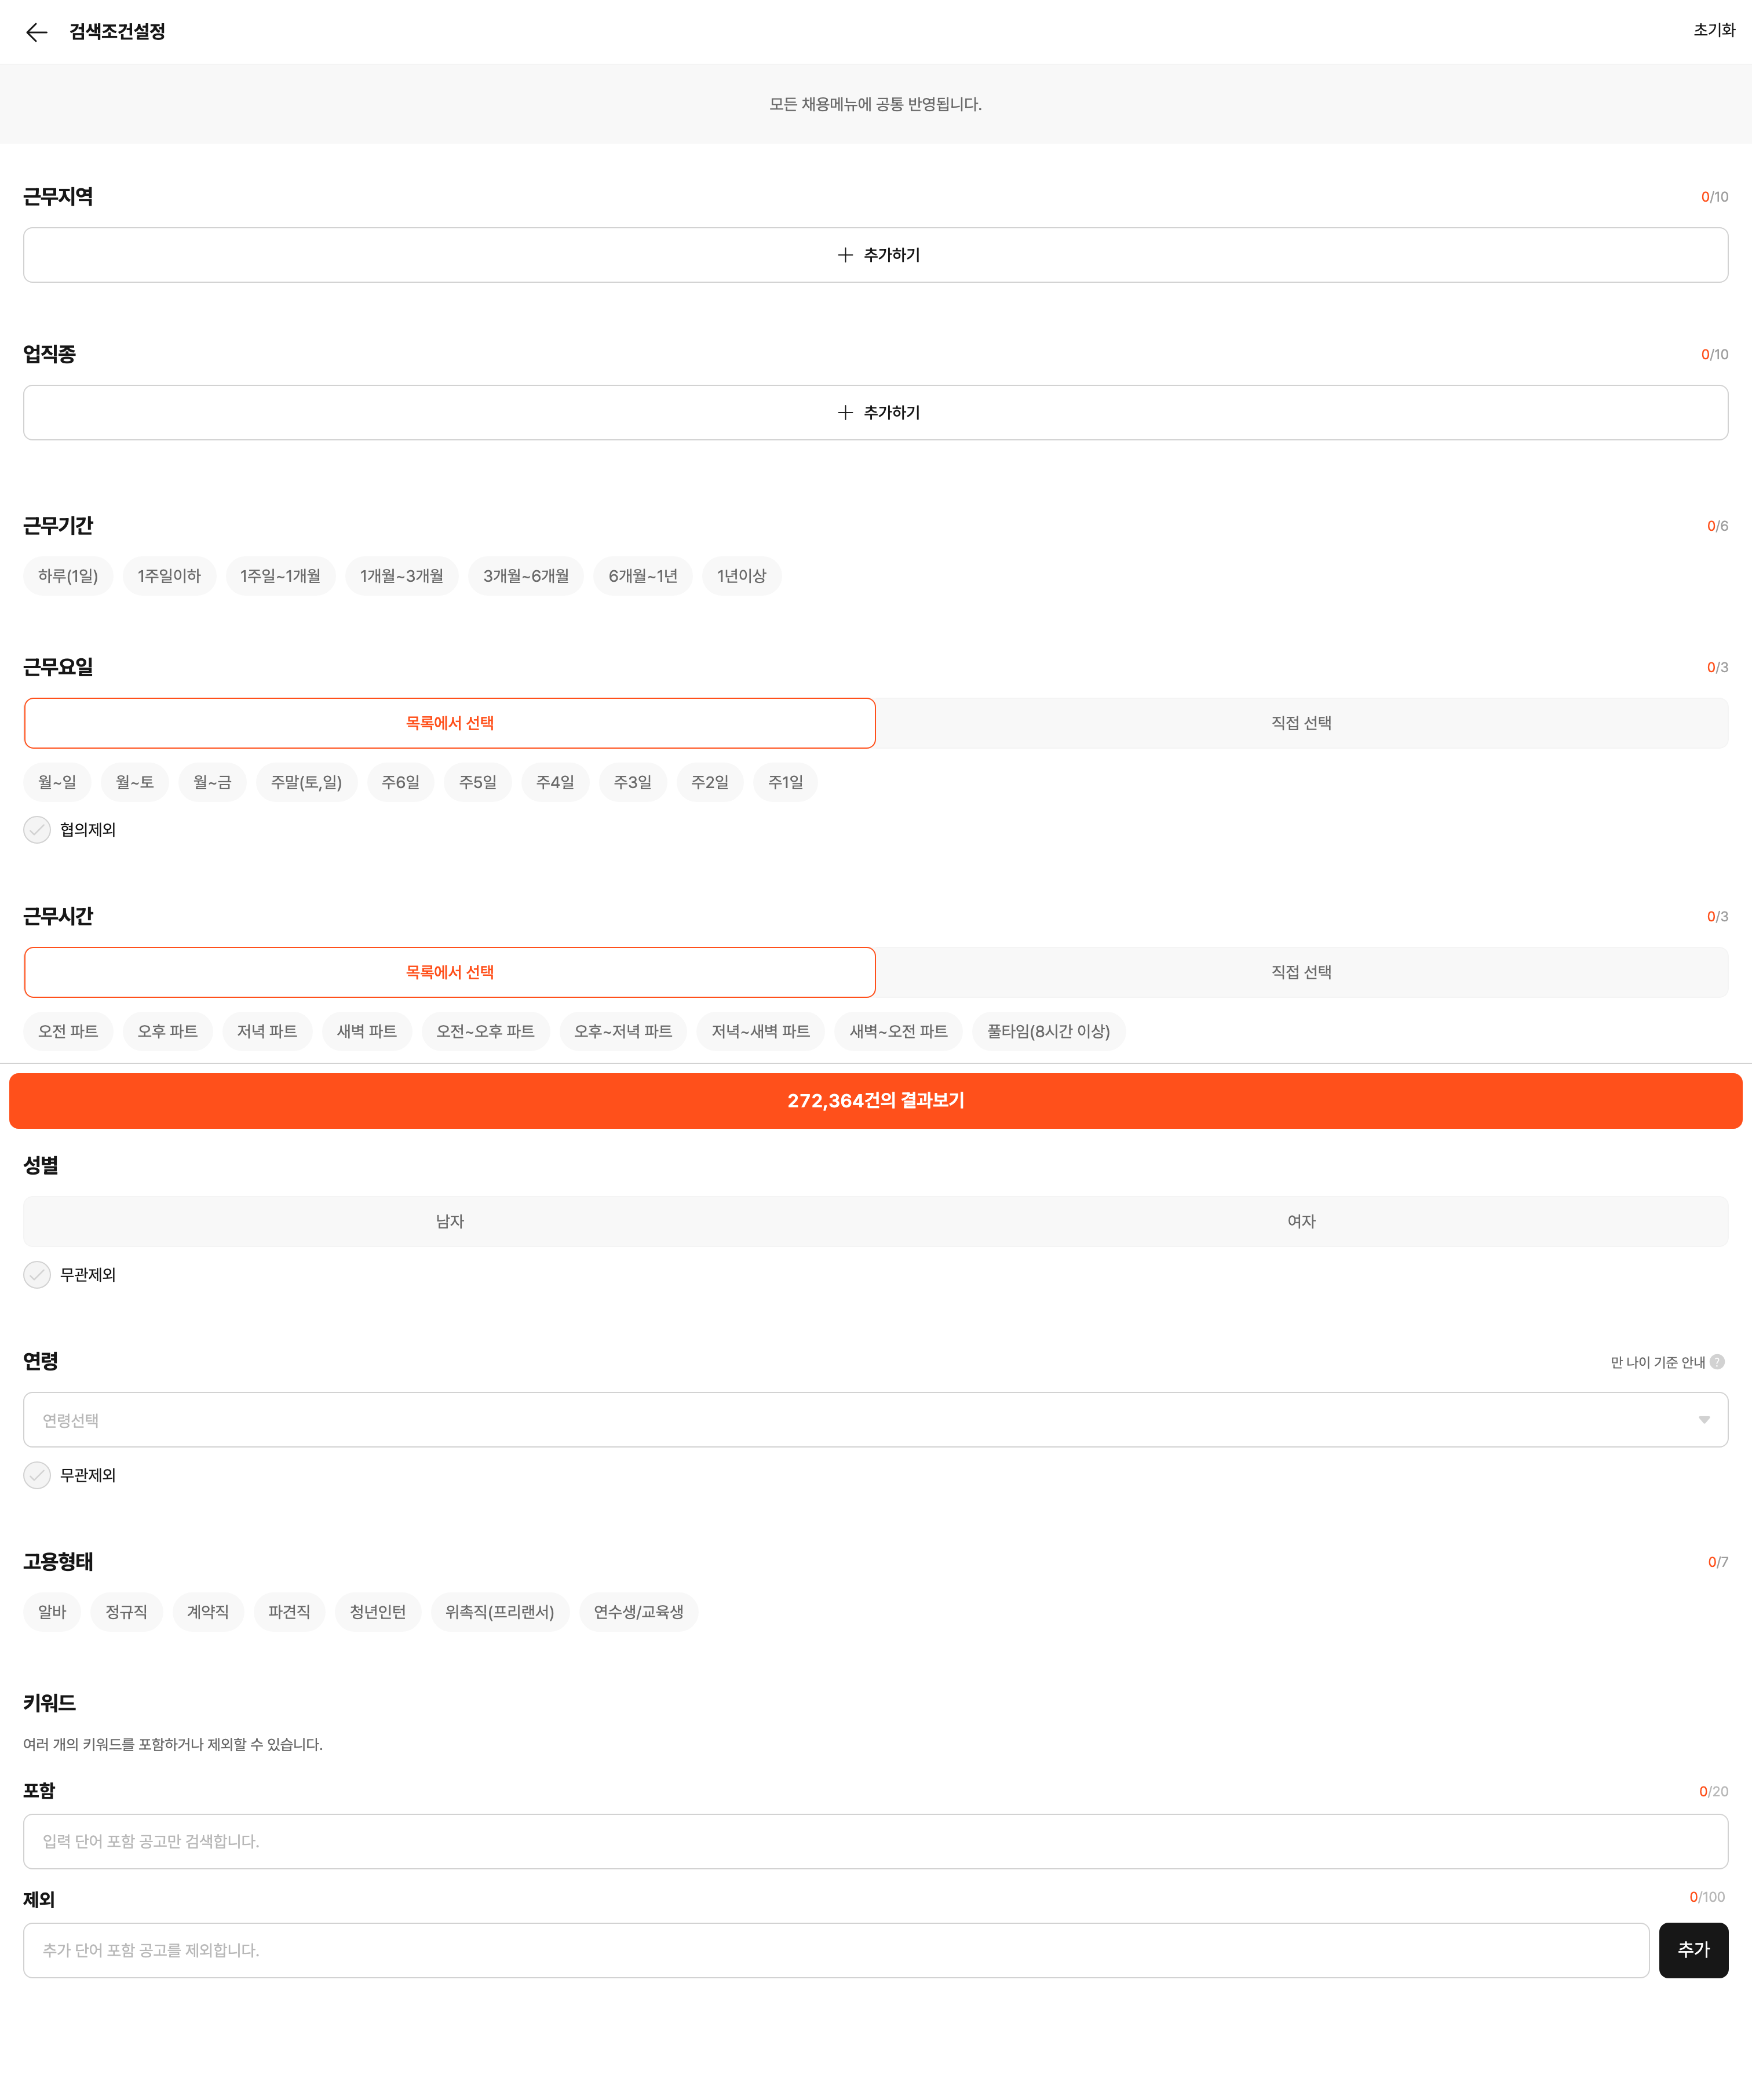 검색조건설정 초기화
모든 채용메뉴에 공통 반영됩니다.
근무지역 0/10
추가하기
업직종 0/10
추가하기
근무기간 0/6
하루(1일) 1주일이하 1주일~1개월 1개월~3개월 3개월~6개월 6개월~1년 1년이상
근무요일 0/3
목록에서 선택 직접 선택
월~일 월~토 월~금 주말(토,일) 주6일 주5일 주4일 주3일 주2일 주1일
협의제외
근무시간 0/3
목록에서 선택 직접 선택
오전 파트 오후 파트 저녁 파트 새벽 파트 오전~오후 파트 오후~저녁 파트 저녁~새벽 파트 새벽~오전 파트 풀타임(8시간 이상)
272,364건의 결과보기
성별
남자 여자
무관제외
연령 만 나이 기준 안내 ?
연령선택
무관제외
고용형태 0/7
알바 정규직 계약직 파견직 청년인턴 위촉직(프리랜서) 연수생/교육생
키워드
여러 개의 키워드를 포함하거나 제외할 수 있습니다.
포함 0/20
입력 단어 포함 공고만 검색합니다.
제외 0/100
추가 단어 포함 공고를 제외합니다. 추가